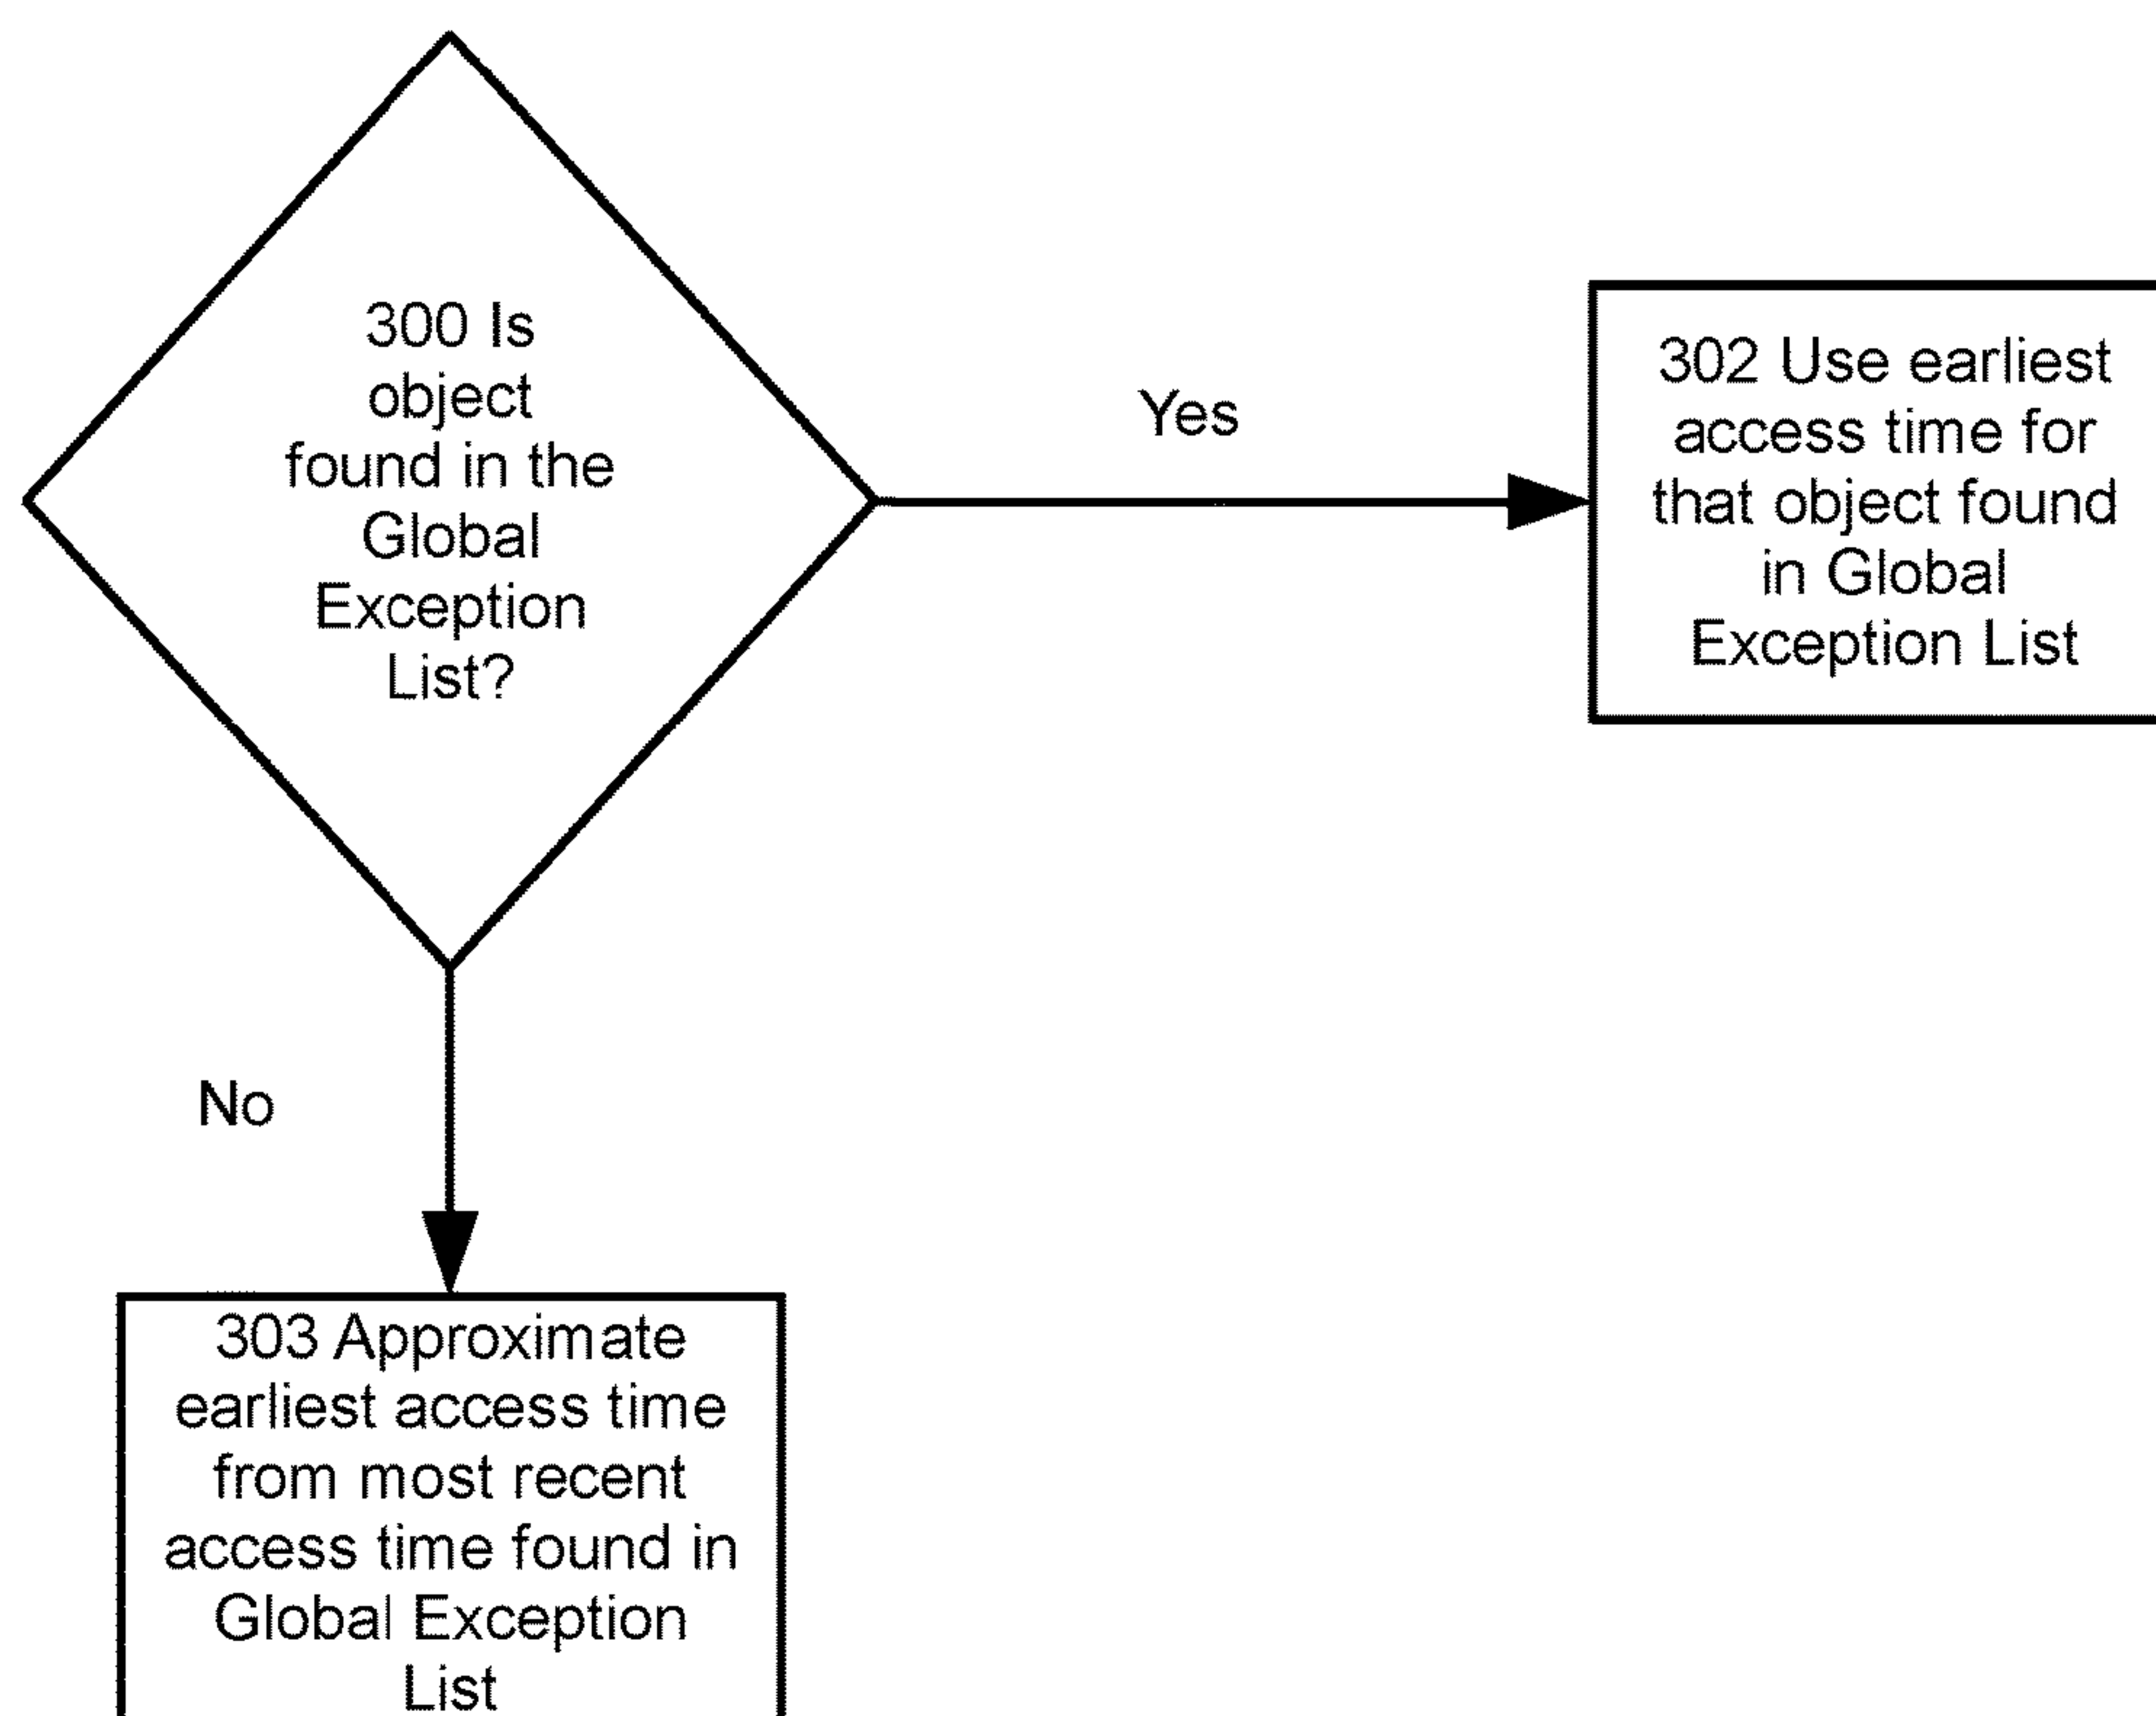 300 Is
object
found in the
Global
Exception
List?
Yes
302 Use earliest
access time for
that object found
in Global
Exception List
No
303 Approximate
earliest access time
from most recent
access time found in
Global Exception
List